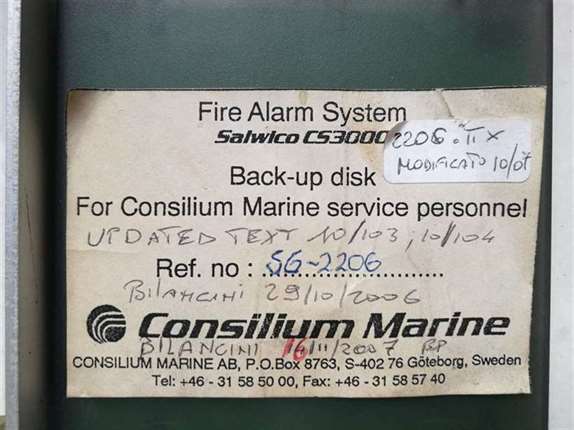 Fire Alarm System
Salwico CS3000
2206.TIX
MODIFICATO 10/07
Back-up disk
For Consilium Marine service personnel
UPDATED TEXT 10/103, 10/104
Ref. no : SG-2206
BILANCINI 29/10/2006
Consilium Marine
BILANCINI 16/11/2007 BP
CONSILIUM MARINE AB, P.O.Box 8763, S-402 76 Göteborg, Sweden
Tel: +46 - 31 58 50 00, Fax: +46 - 31 58 57 40